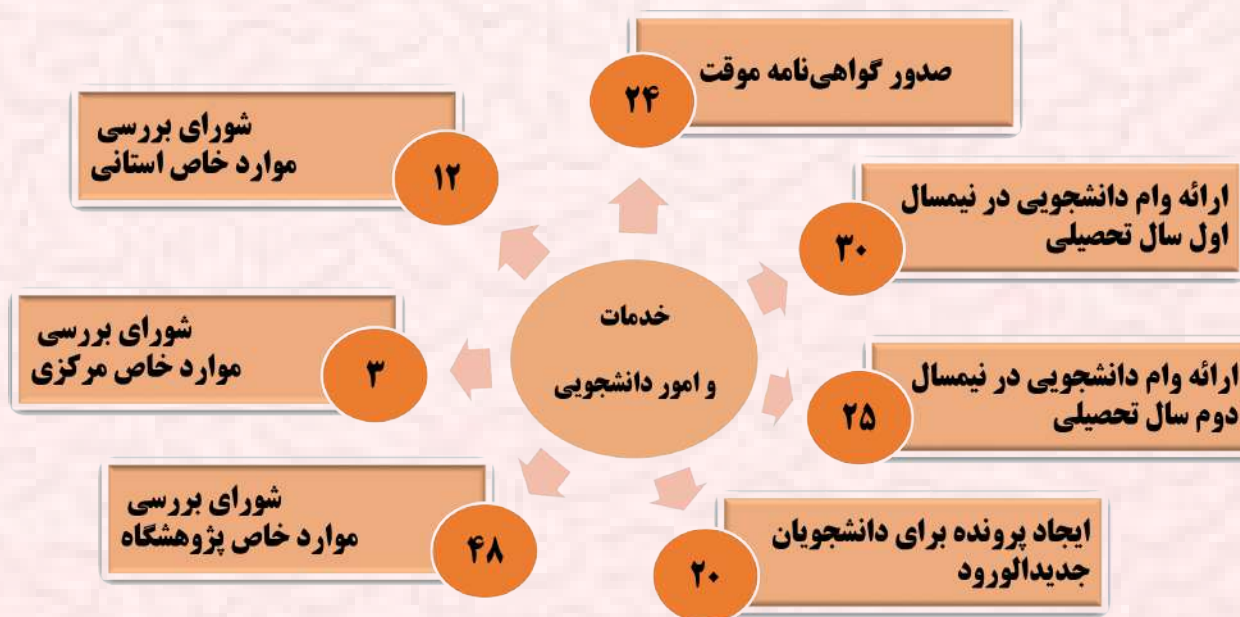 خدمات
و امور دانشجویی
۲۴
صدور گواهی‌نامه موقت
۳۰
ارائه وام دانشجویی در نیمسال
اول سال تحصیلی
۲۵
ارائه وام دانشجویی در نیمسال
دوم سال تحصیلی
۲۰
ایجاد پرونده برای دانشجویان
جدیدالورود
۴۸
شورای بررسی
موارد خاص پژوهشگاه
۳
شورای بررسی
موارد خاص مرکزی
۱۲
شورای بررسی
موارد خاص استانی